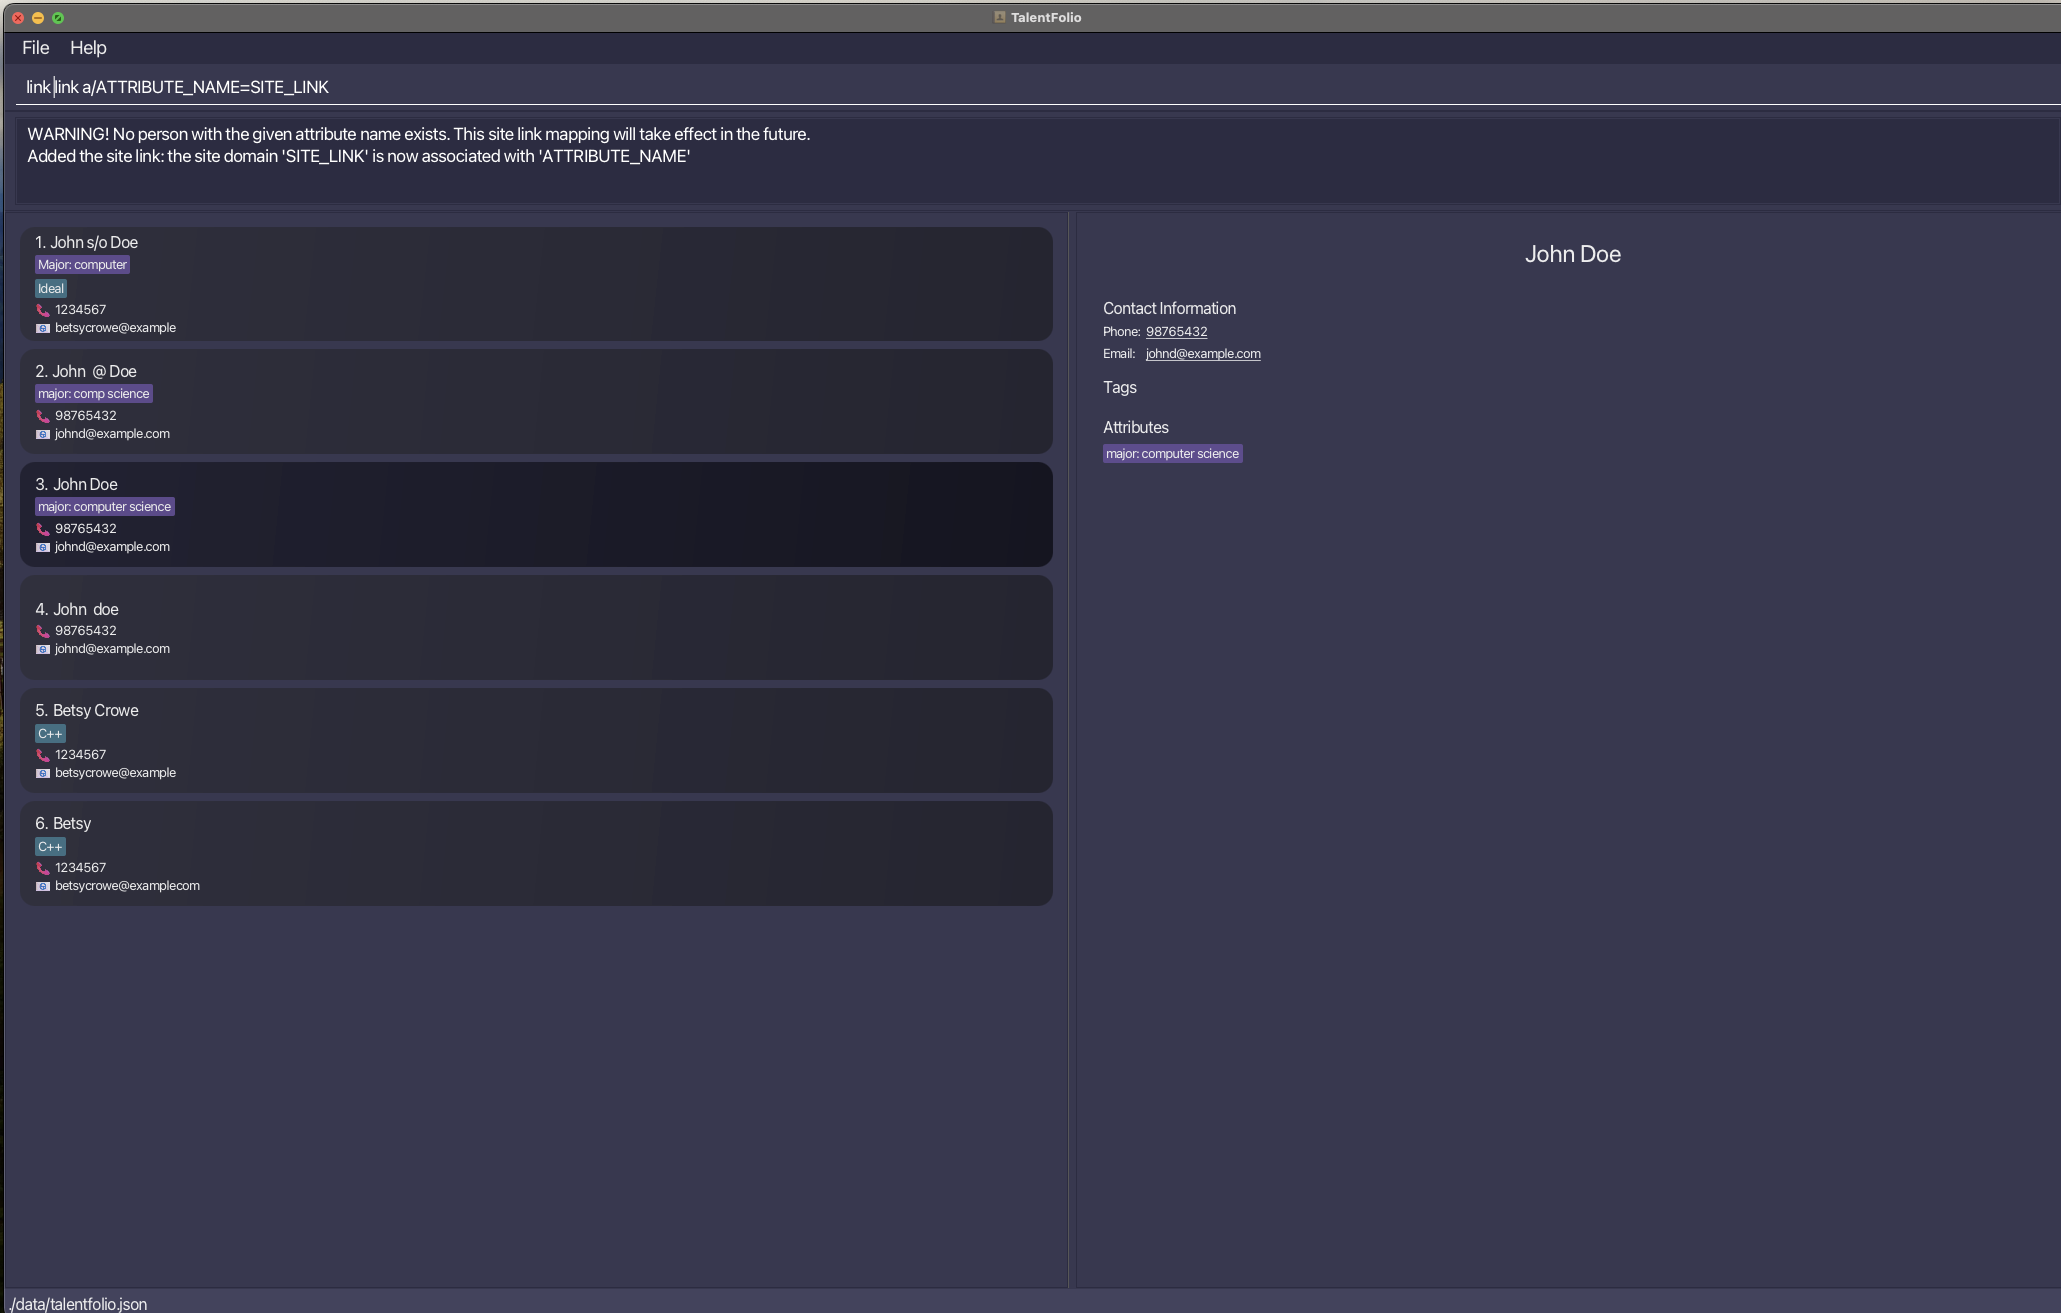 TalentFolio
File Help
link link a/ATTRIBUTE_NAME=SITE_LINK
WARNING! No person with the given attribute name exists. This site link mapping will take effect in the future.
Added the site link: the site domain 'SITE_LINK' is now associated with 'ATTRIBUTE_NAME'
1. John s/o Doe
Major: computer
Ideal
1234567
betsycrowe@example
2. John @ Doe
major: comp science
98765432
johnd@example.com
3. John Doe
major: computer science
98765432
johnd@example.com
4. John doe
98765432
johnd@example.com
5. Betsy Crowe
C++
1234567
betsycrowe@example
6. Betsy
C++
1234567
betsycrowe@examplecom
John Doe
Contact Information
Phone: 98765432
Email: johnd@example.com
Tags
Attributes
major: computer science
./data/talentfolio.json